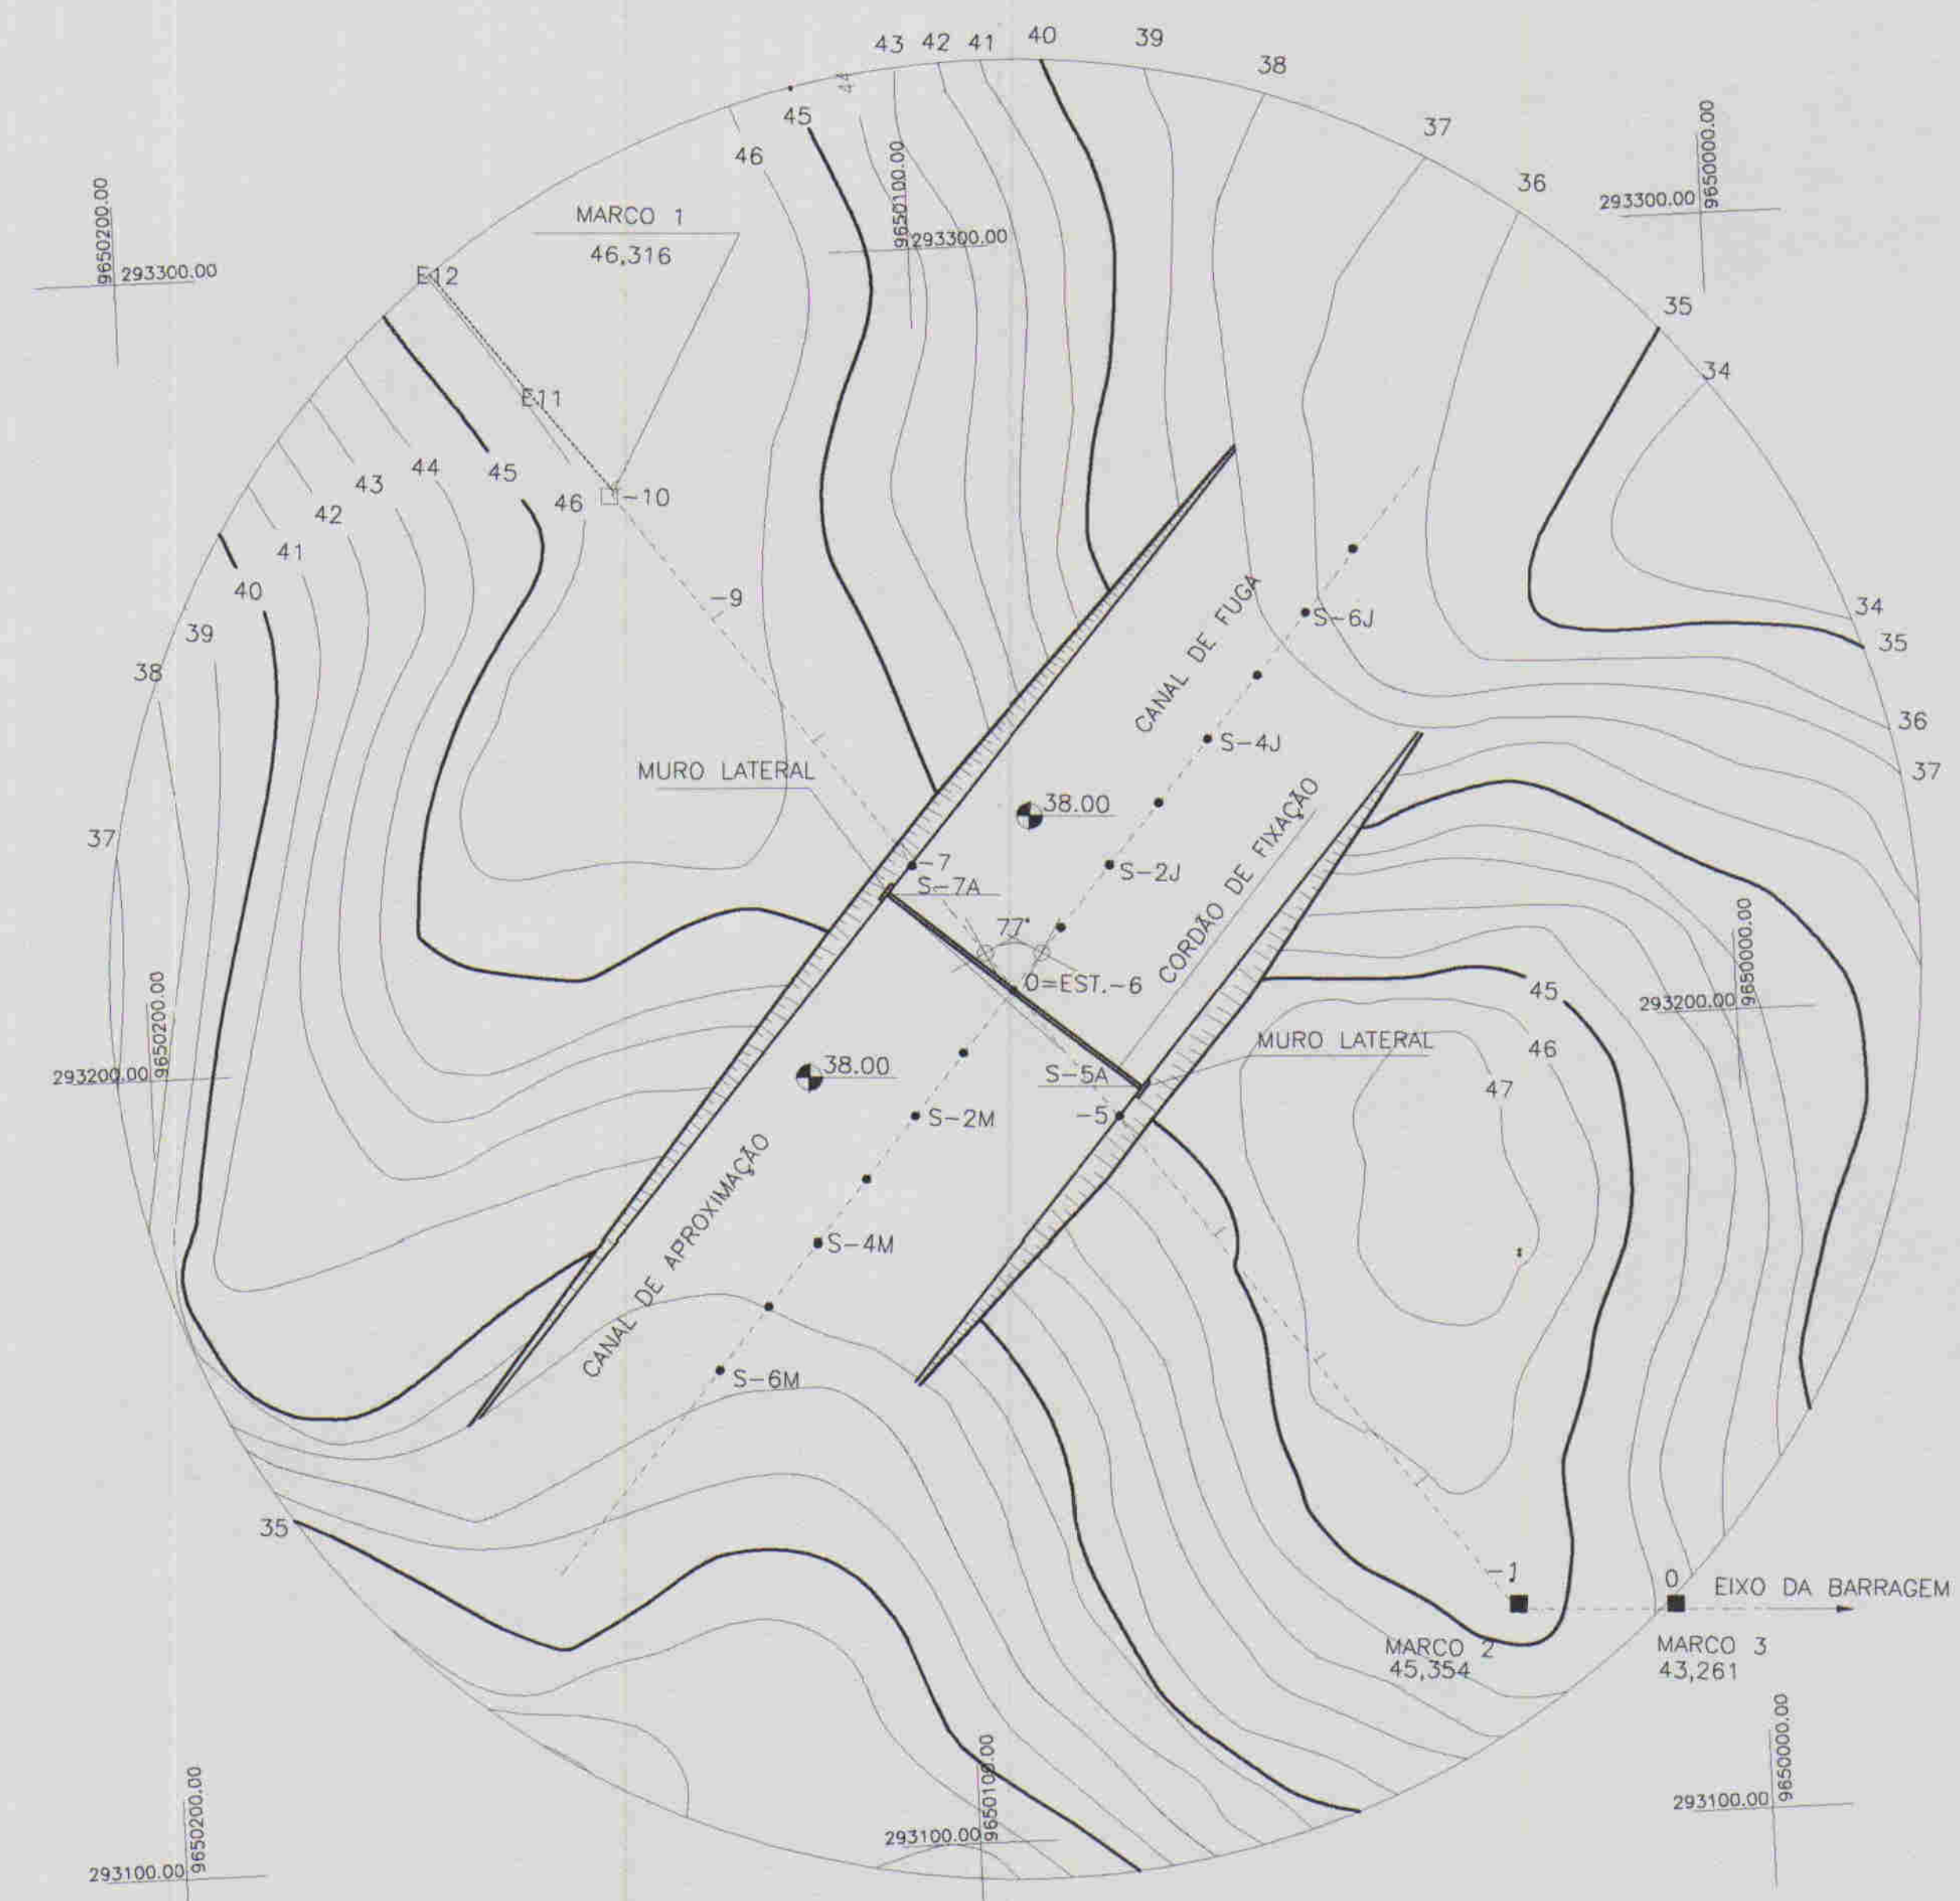 43 42 41 40 39
38
44
45
37
46
36
9650200.00
293300.00
MARCO 1
46,316
9650100.00
293300.00
293300.00
9650000.00
E12
35
E11
34
44
45
43
46
-10
42
41
40
-9
39
38
S-6J
34
35
CANAL DE FUGA
36
S-4J
37
MURO LATERAL
38.00
37
CORDÃO DE FIXAÇÃO
-7
S-7A
S-2J
77°
0=EST.-6
45
293200.00
9650000.00
9650200.00
293200.00
MURO LATERAL
46
38.00
S-5A
47
-5
S-2M
CANAL DE APROXIMAÇÃO
S-4M
S-6M
35
-1
0
EIXO DA BARRAGEM
MARCO 2
45,354
MARCO 3
43,261
9650200.00
293100.00
9650100.00
293100.00
9650000.00
293100.00